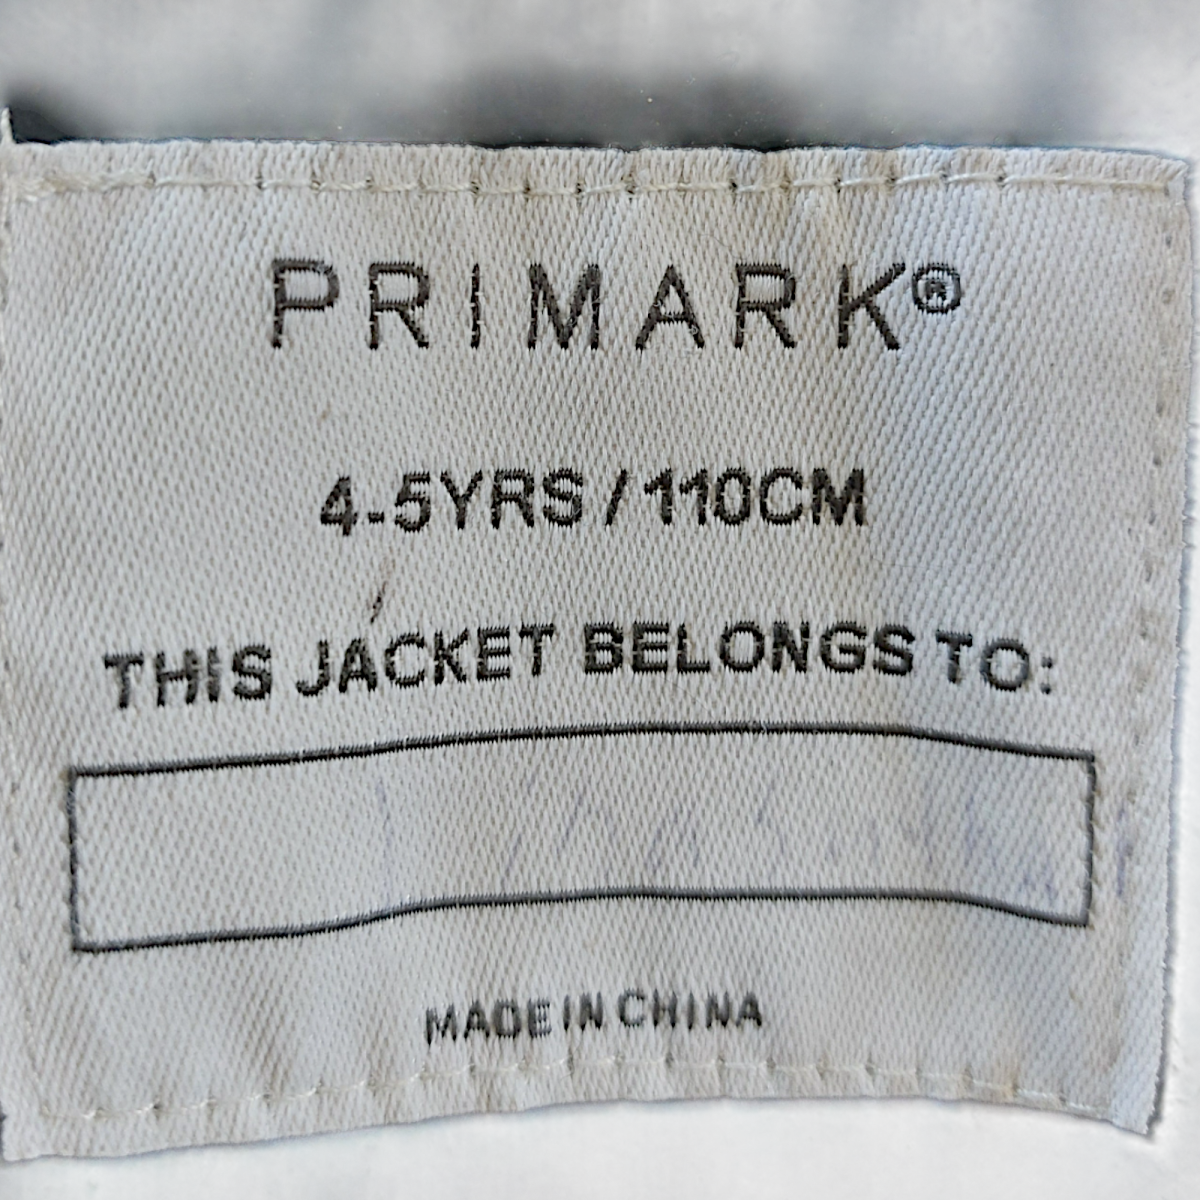 PRIMARK®
4-5YRS / 110CM
THIS JACKET BELONGS TO:
MADE IN CHINA